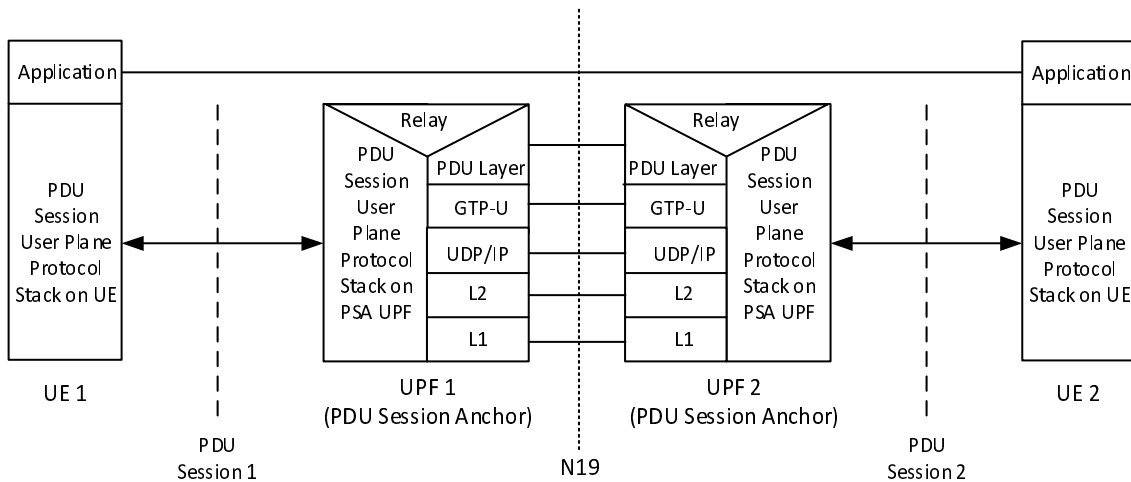 Application
PDU
Session
User Plane
Protocol
Stack on UE
UE 1
PDU
Session 1
Relay
PDU
Session
User
Plane
Protocol
Stack on
PSA UPF
PDU Layer
GTP-U
UDP/IP
L2
L1
UPF 1
(PDU Session Anchor)
N19
Relay
PDU Layer
GTP-U
UDP/IP
L2
L1
PDU
Session
User
Plane
Protocol
Stack on
PSA UPF
UPF 2
(PDU Session Anchor)
PDU
Session 2
Application
PDU
Session
User Plane
Protocol
Stack on UE
UE 2